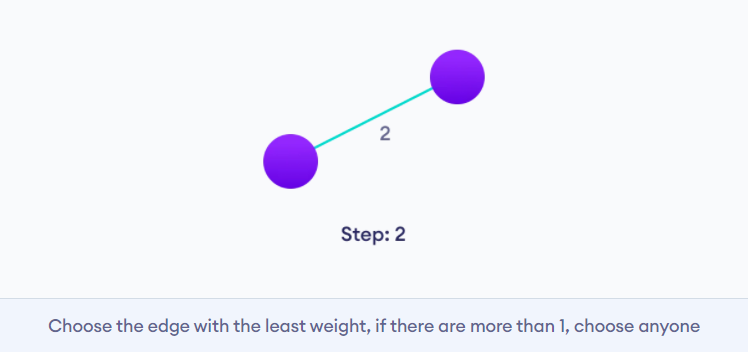 2
Step: 2
Choose the edge with the least weight, if there are more than 1, choose anyone